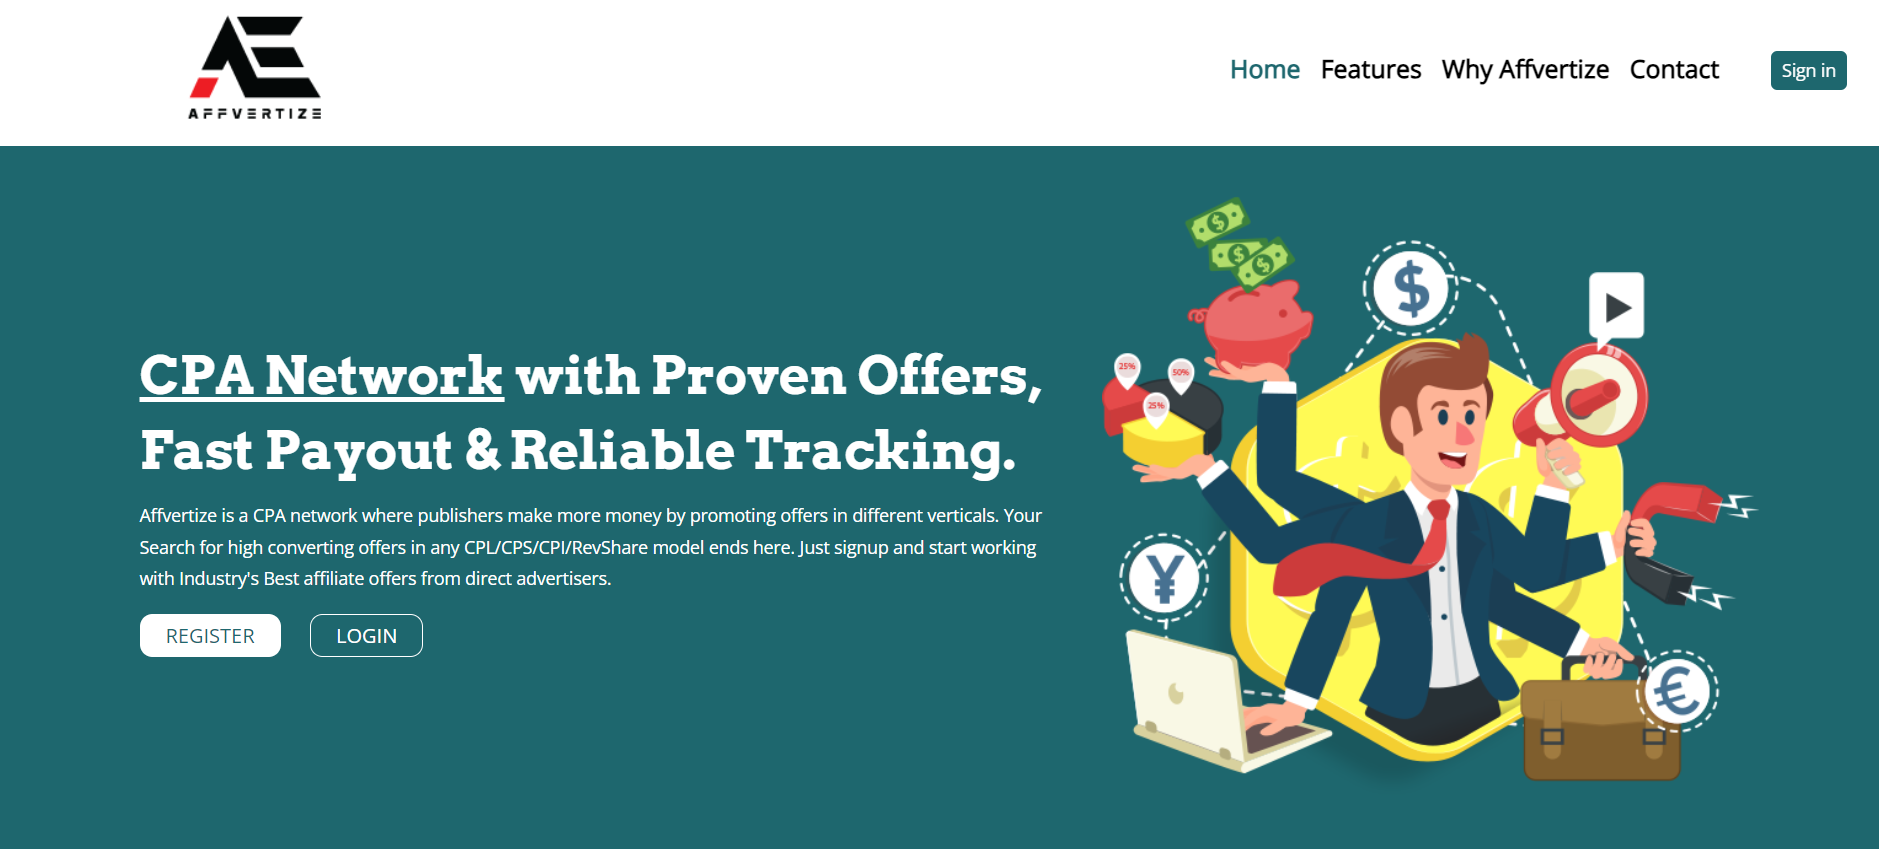 AFFVERTIZE
Home Features Why Affvertize Contact Sign in
CPA Network with Proven Offers,
Fast Payout & Reliable Tracking.
Affvertize is a CPA network where publishers make more money by promoting offers in different verticals. Your
Search for high converting offers in any CPL/CPS/CPI/RevShare model ends here. Just signup and start working
with Industry's Best affiliate offers from direct advertisers.
REGISTER LOGIN
$ $ $
$
25% 50%
25%
¥
€